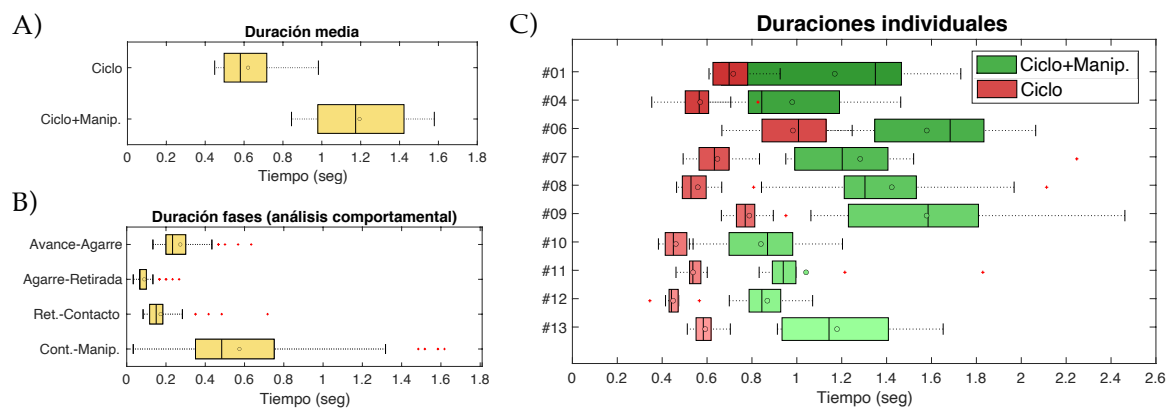 A)
Duración media
Ciclo
Ciclo+Manip.
0 0.2 0.4 0.6 0.8 1 1.2 1.4 1.6 1.8
Tiempo (seg)
B)
Duración fases (análisis comportamental)
Avance-Agarre
Agarre-Retirada
Ret.-Contacto
Cont.-Manip.
0 0.2 0.4 0.6 0.8 1 1.2 1.4 1.6 1.8
Tiempo (seg)
C)
Duraciones individuales
Ciclo+Manip.
Ciclo
#01
#04
#06
#07
#08
#09
#10
#11
#12
#13
0 0.2 0.4 0.6 0.8 1 1.2 1.4 1.6 1.8 2 2.2 2.4 2.6
Tiempo (seg)